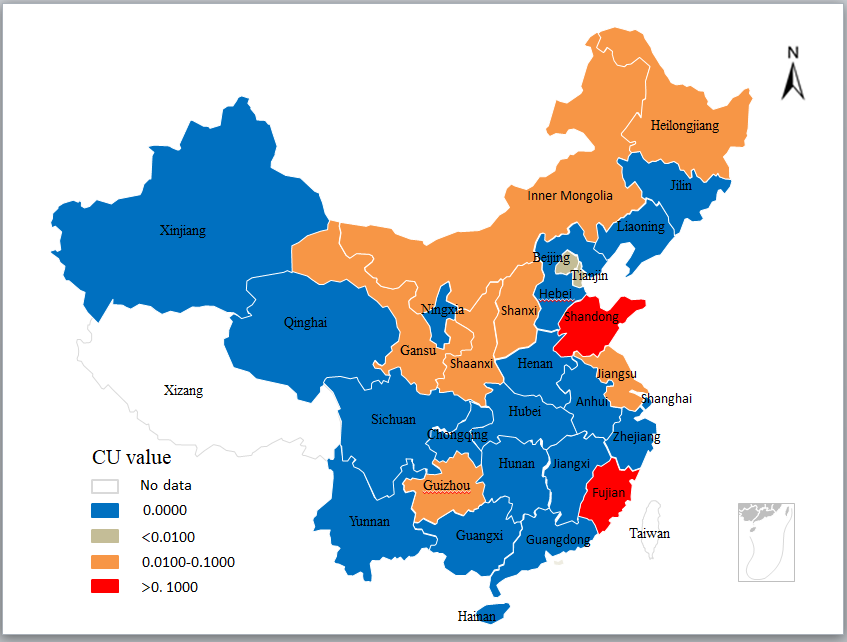 N
Heilongjiang
Jilin
Inner Mongolia
Liaoning
Xinjiang
Beijing
Tianjin
Hebei
Ningxia
Shanxi
Shandong
Qinghai
Gansu
Shaanxi
Henan
Jiangsu
Xizang
Anhui
Shanghai
Sichuan
Hubei
Chongqing
Zhejiang
CU value
Hunan
Jiangxi
Guizhou
Fujian
No data
0.0000
Yunnan
Guangxi
Guangdong
Taiwan
<0.0100
0.0100-0.1000
>0. 1000
Hainan